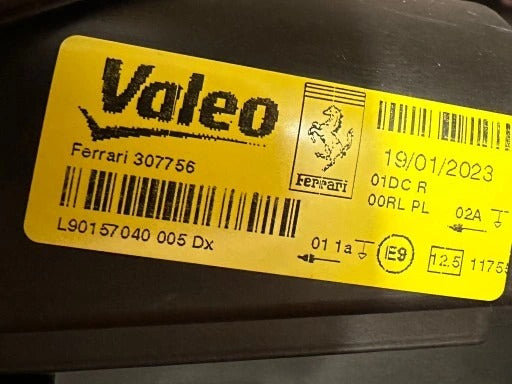 Valeo
Ferrari 307756
L90157040 005 Dx
Ferrari
19/01/2023
01DC R
00RL PL 02A
01 1a E9 12.5